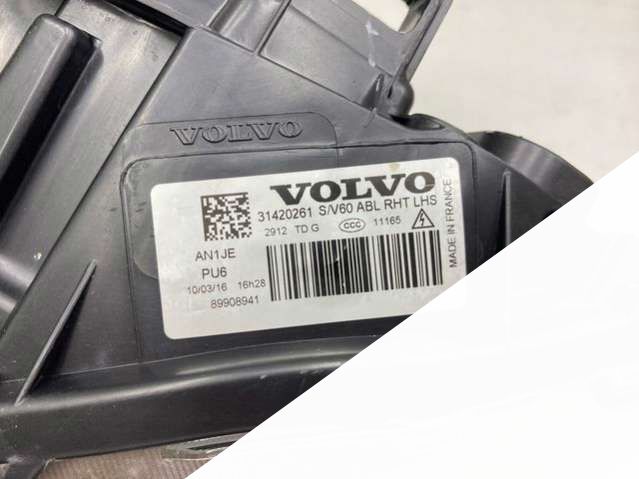 VOLVO
VOLVO
31420261 S/V60 ABL RHT LHS
2912 TD G CCC 11165
AN1JE
PU6
10/03/16 16h28
89908941
MADE IN FRANCE